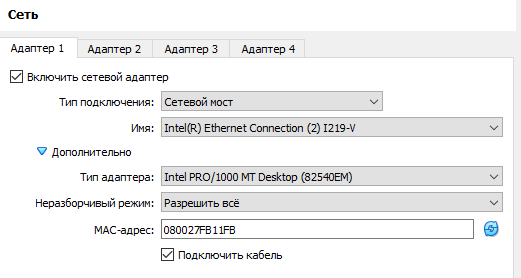 Сеть
Адаптер 1 Адаптер 2 Адаптер 3 Адаптер 4
Включить сетевой адаптер
Тип подключения: Сетевой мост
Имя: Intel(R) Ethernet Connection (2) I219-V
Дополнительно
Тип адаптера: Intel PRO/1000 MT Desktop (82540EM)
Неразборчивый режим: Разрешить всё
MAC-адрес: 080027FB11FB
Подключить кабель